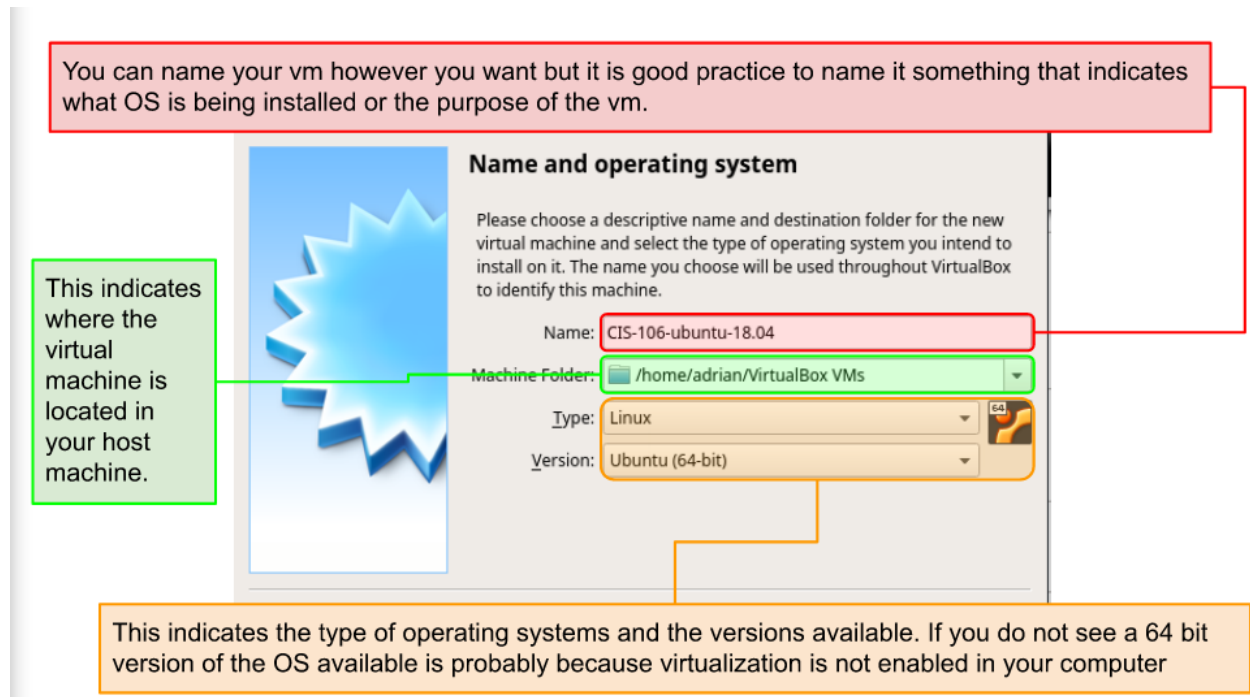 You can name your vm however you want but it is good practice to name it something that indicates
what OS is being installed or the purpose of the vm.
Name and operating system
Please choose a descriptive name and destination folder for the new
virtual machine and select the type of operating system you intend to
install on it. The name you choose will be used throughout VirtualBox
to identify this machine.
This indicates
where the
virtual
machine is
located in
your host
machine.
Name: CIS-106-ubuntu-18.04
Machine Folder: /home/adrian/VirtualBox VMs
Type: Linux
64
Version: Ubuntu (64-bit)
This indicates the type of operating systems and the versions available. If you do not see a 64 bit
version of the OS available is probably because virtualization is not enabled in your computer